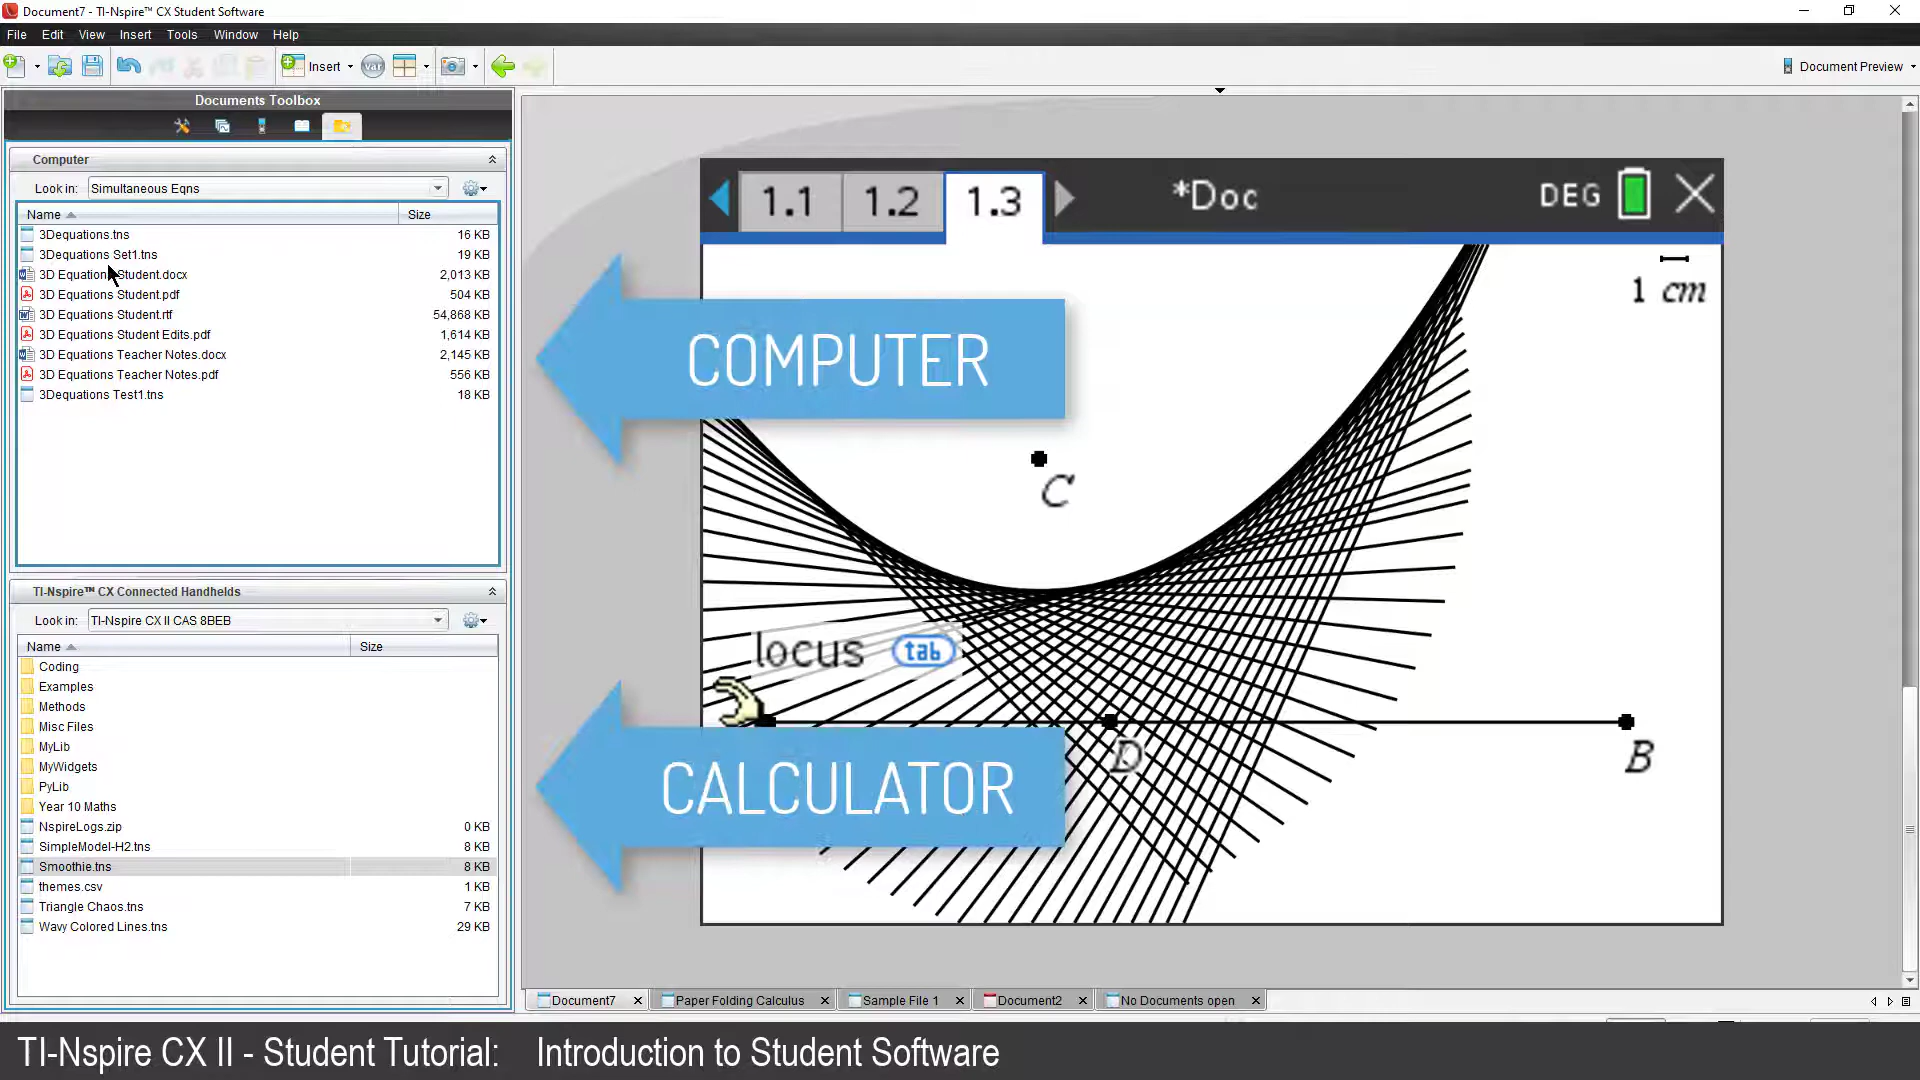 Document7 - TI-Nspire™ CX Student Software
File Edit View Insert Tools Window Help
Insert var Document Preview
Documents Toolbox
Computer
Look in: Simultaneous Eqns
Name Size
3Dequations.tns 16 KB
3Dequations Set1.tns 19 KB
3D Equations Student.docx 2,013 KB
3D Equations Student.pdf 504 KB
3D Equations Student.rtf 54,868 KB
3D Equations Student Edits.pdf 1,614 KB
3D Equations Teacher Notes.docx 2,145 KB
3D Equations Teacher Notes.pdf 556 KB
3Dequations Test1.tns 18 KB
TI-Nspire™ CX Connected Handhelds
Look in: TI-Nspire CX II CAS 8BEB
Name Size
Coding
Examples
Methods
Misc Files
MyLib
MyWidgets
PyLib
Year 10 Maths
NspireLogs.zip 0 KB
SimpleModel-H2.tns 8 KB
Smoothie.tns 8 KB
themes.csv 1 KB
Triangle Chaos.tns 7 KB
Wavy Colored Lines.tns 29 KB
1.1 1.2 1.3 *Doc DEG
1 cm
COMPUTER
C
locus tab
D B
CALCULATOR
Document7 Paper Folding Calculus Sample File 1 Document2 No Documents open
TI-Nspire CX II - Student Tutorial: Introduction to Student Software